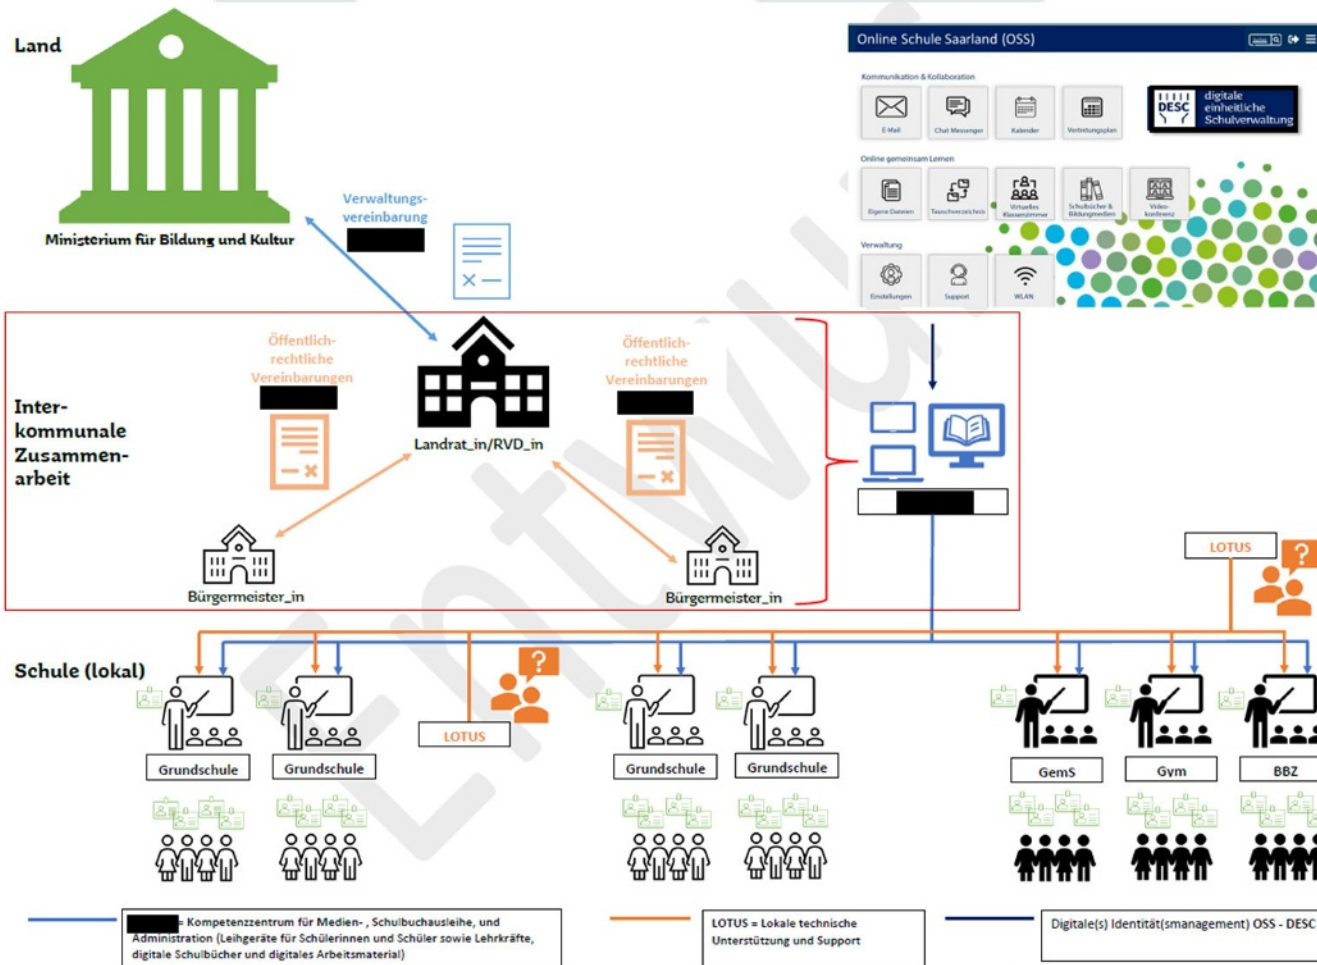 Land
Ministerium für Bildung und Kultur
Verwaltungs-
vereinbarung
Online Schule Saarland (OSS)
Kommunikation & Kollaboration
E-Mail
Chat Messenger
Kalender
Vertretungsplan
DESC
digitale
einheitliche
Schulverwaltung
Online gemeinsam Lernen
Eigene Dateien
Tauschverzeichnis
Virtuelles
Klassenzimmer
Schulbücher &
Bildungsmedien
Video-
konferenz
Verwaltung
Einstellungen
Support
WLAN
Inter-
kommunale
Zusammen-
arbeit
Öffentlich-
rechtliche
Vereinbarungen
Landrat_in/RVD_in
Öffentlich-
rechtliche
Vereinbarungen
Bürgermeister_in
Bürgermeister_in
Entwurf
LOTUS
Schule (lokal)
LOTUS
Grundschule
Grundschule
Grundschule
Grundschule
GemS
Gym
BBZ
= Kompetenzzentrum für Medien- , Schulbuchausleihe, und
Administration (Leihgeräte für Schülerinnen und Schüler sowie Lehrkräfte,
digitale Schulbücher und digitales Arbeitsmaterial)
LOTUS = Lokale technische
Unterstützung und Support
Digitale(s) Identität(smanagement) OSS - DESC